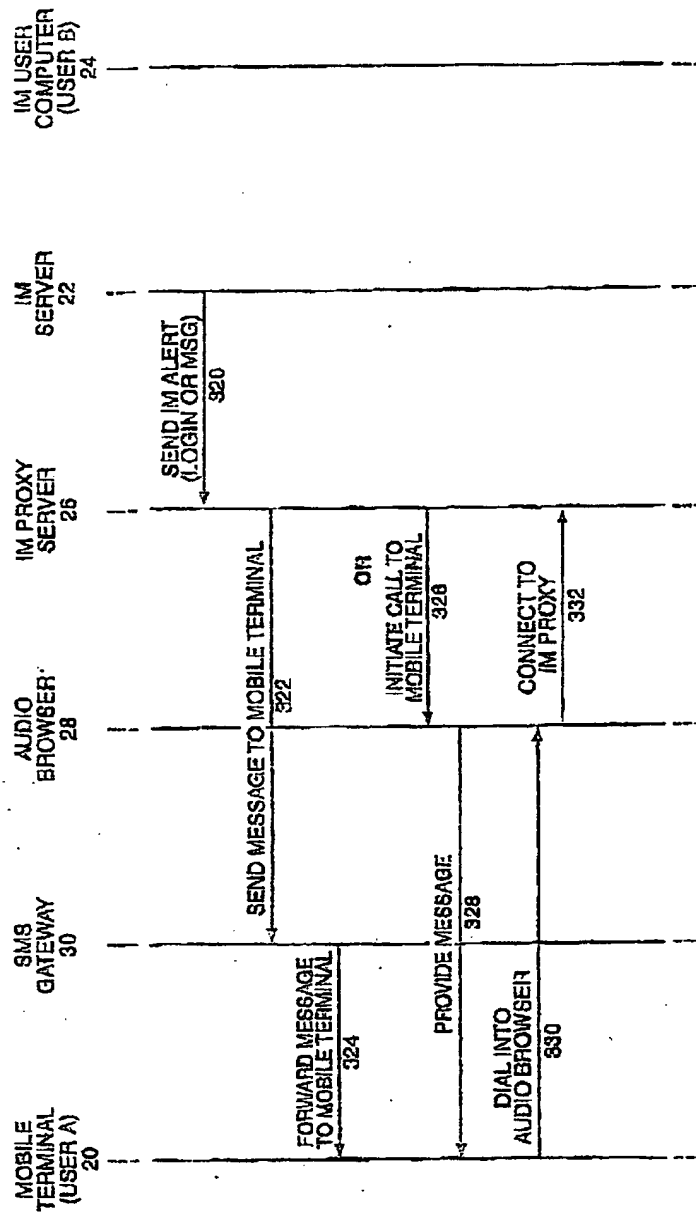 MOBILE
TERMINAL
(USER A)
20
SMS
GATEWAY
30
AUDIO
BROWSER
28
IM PROXY
SERVER
26
IM
SERVER
22
IM USER
COMPUTER
(USER B)
24
SEND IM ALERT
(LOGIN OR MSG)
320
SEND MESSAGE TO MOBILE TERMINAL
322
FORWARD MESSAGE
TO MOBILE TERMINAL
324
OR
INITIATE CALL TO
MOBILE TERMINAL
326
PROVIDE MESSAGE
328
DIAL INTO
AUDIO BROWSER
330
CONNECT TO
IM PROXY
332